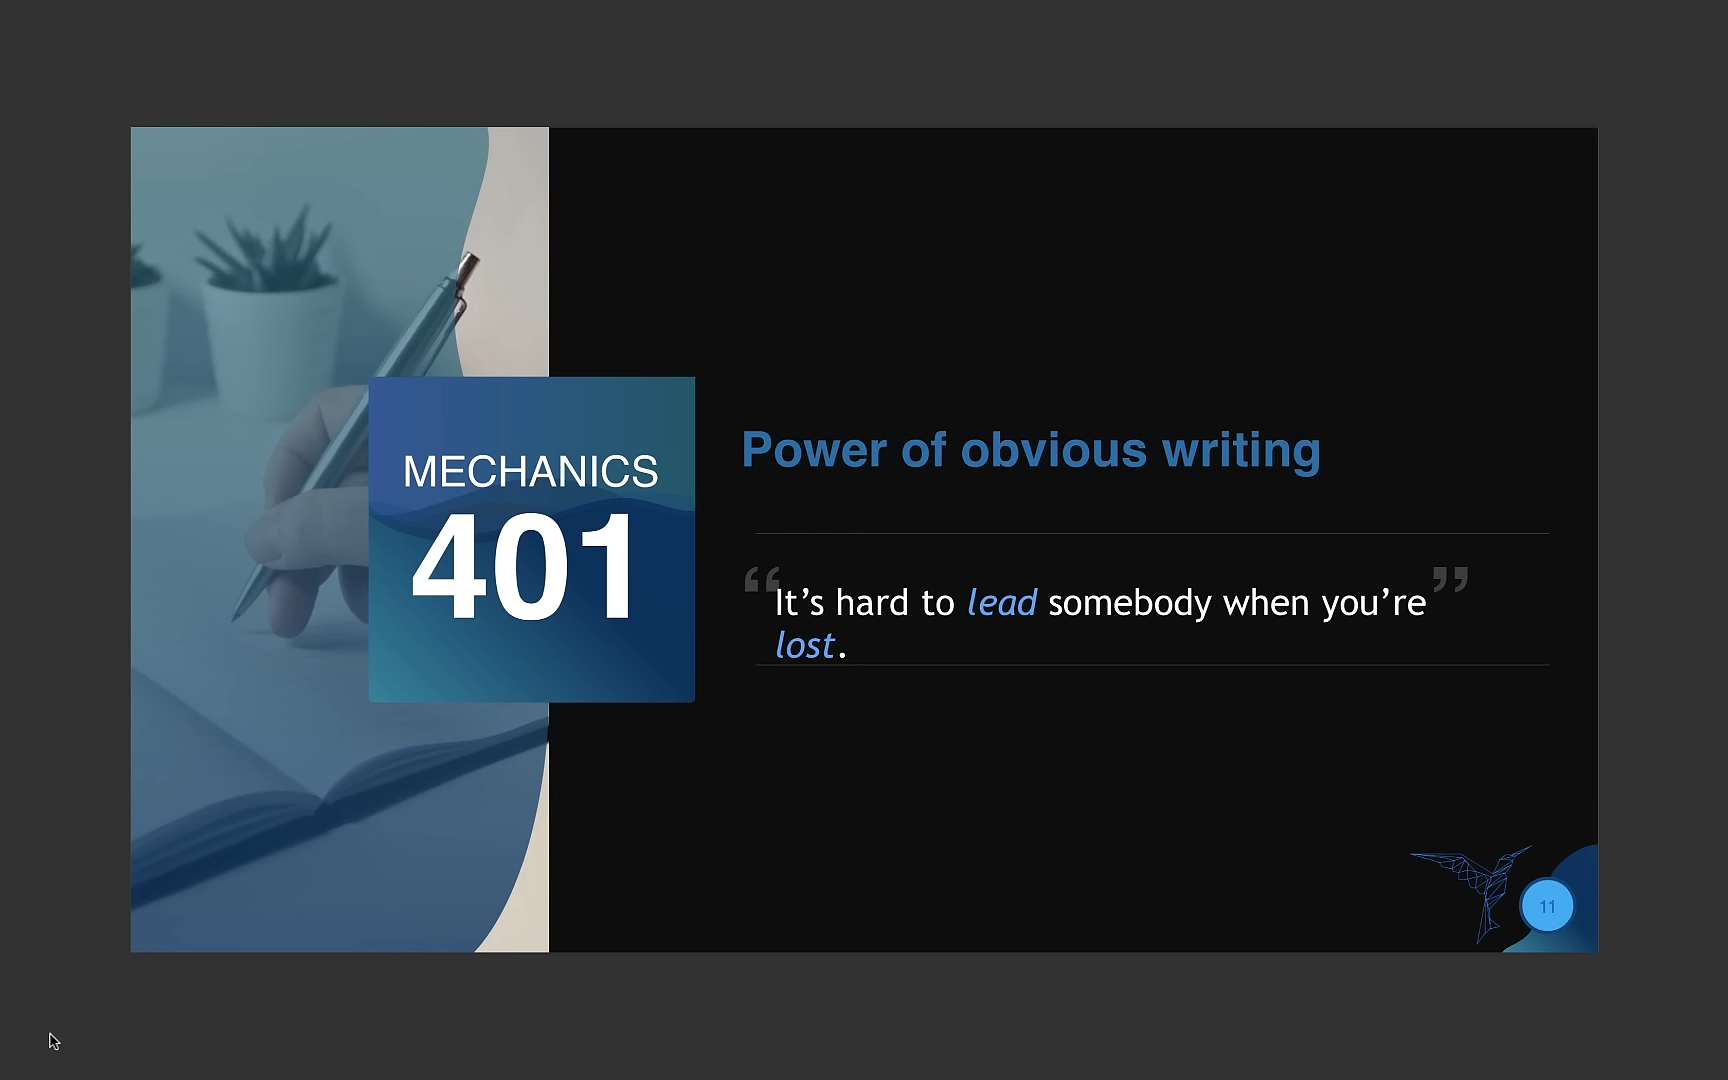 MECHANICS
401
Power of obvious writing
“It’s hard to lead somebody when you’re”
lost.
11